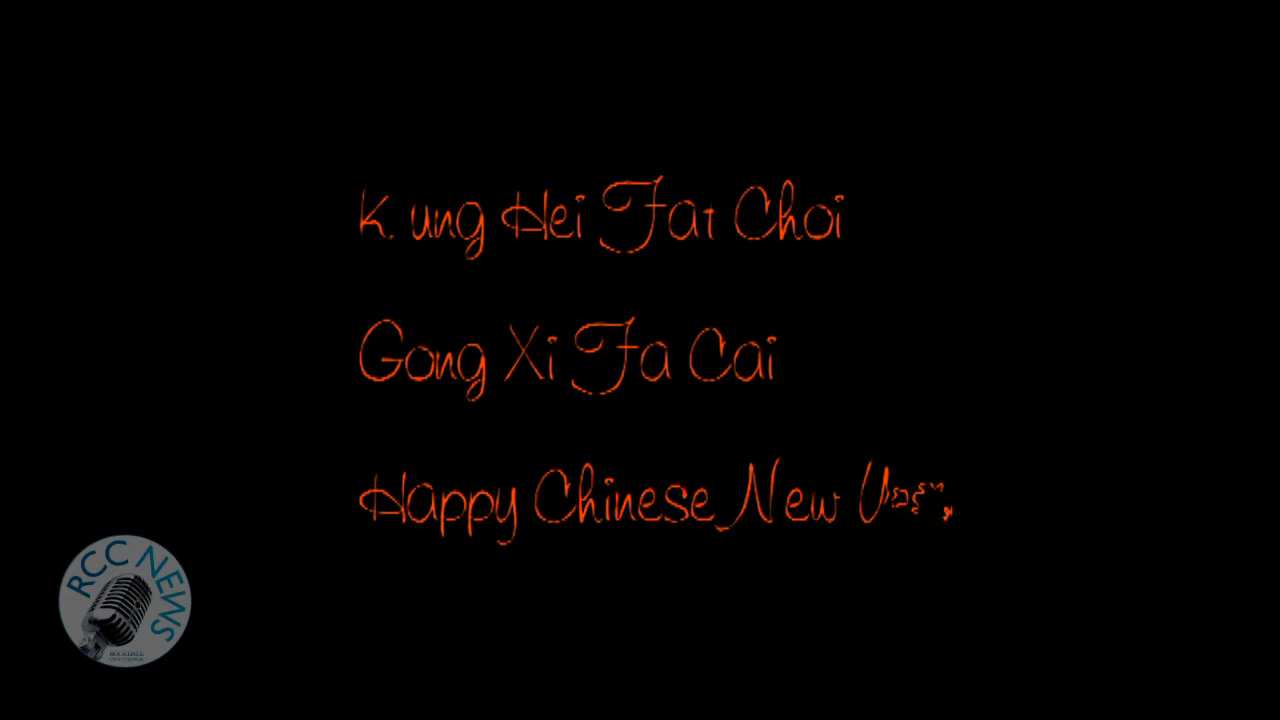 Kung Hei Fat Choi
Gong Xi Fa Cai
Happy Chinese New
RCC NEWS